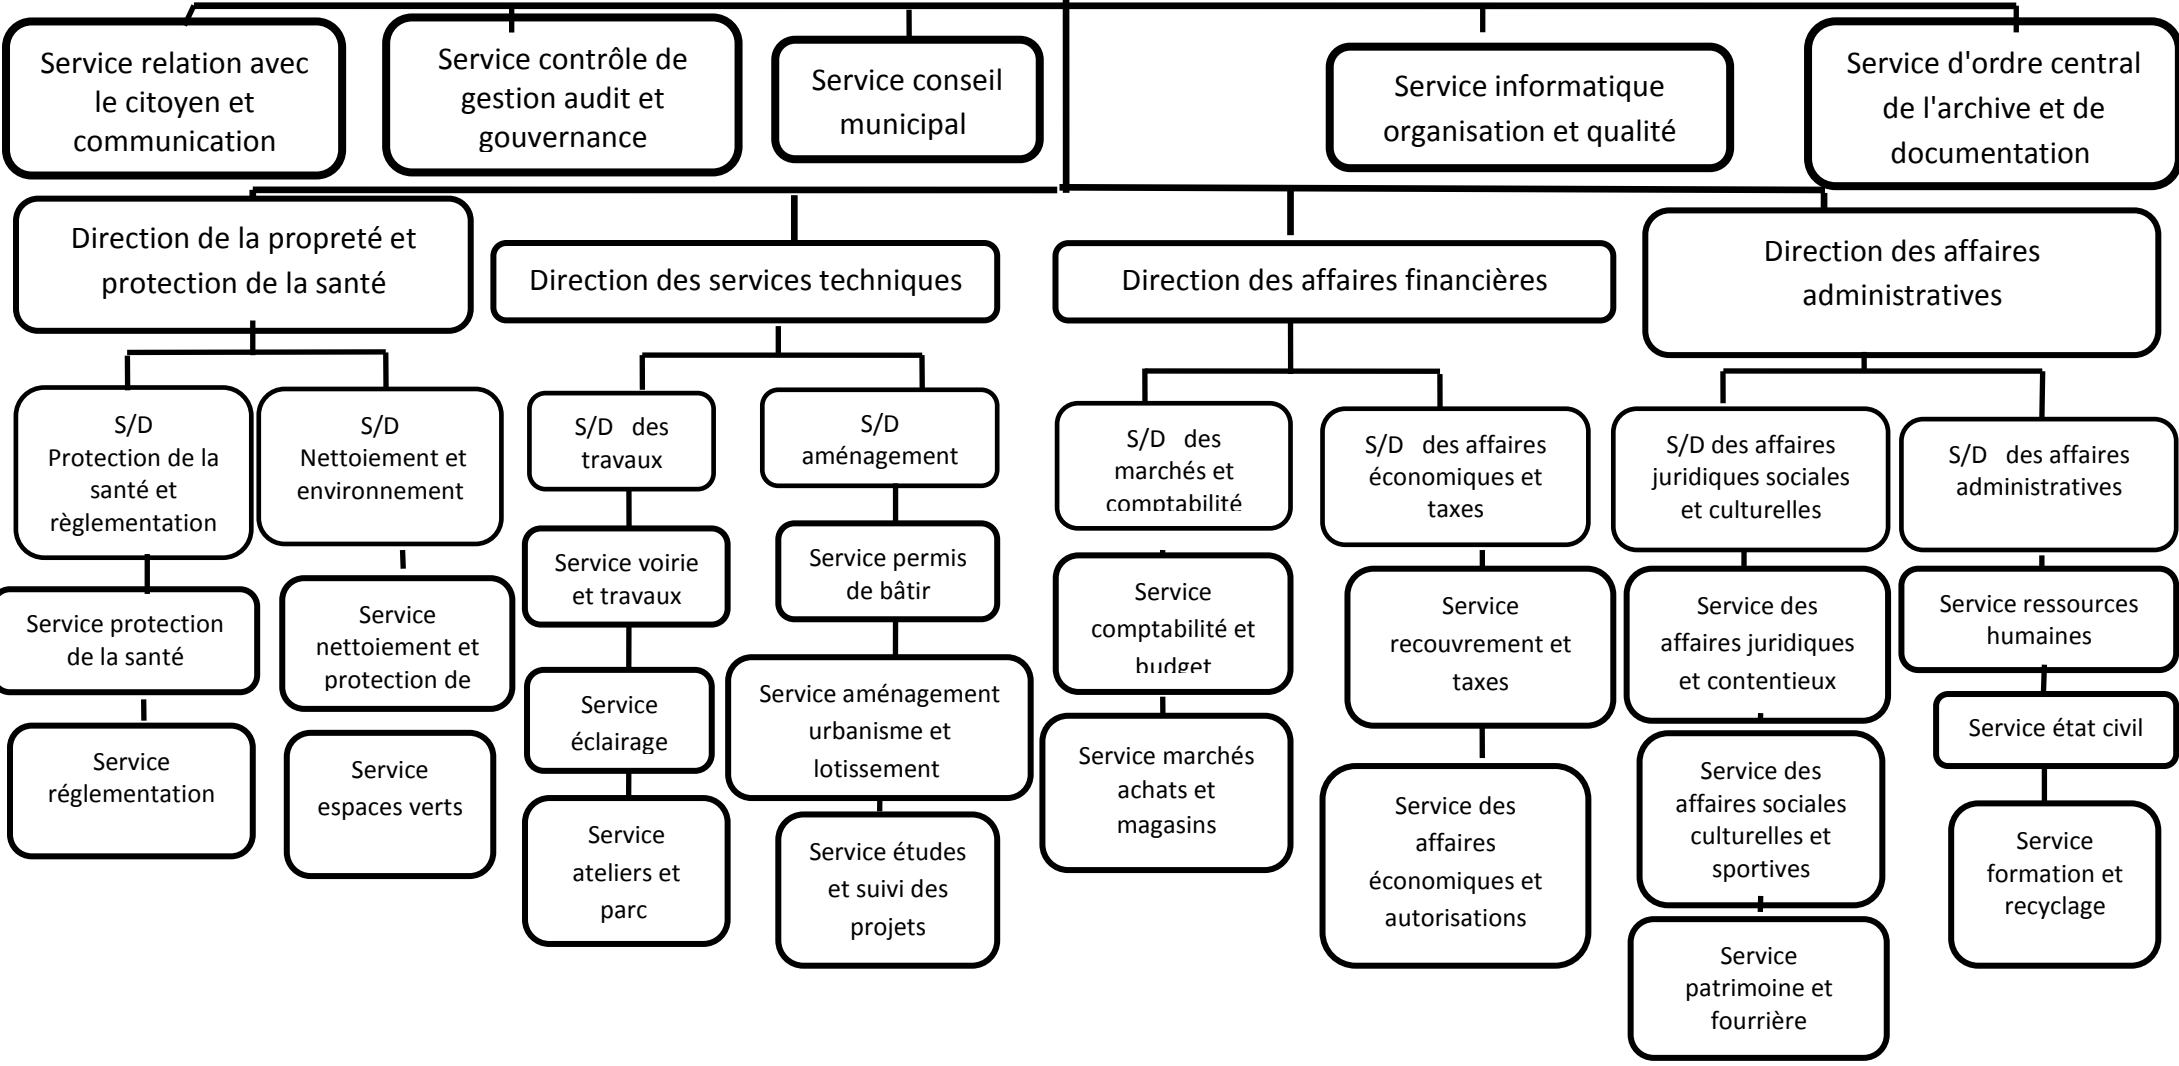 Service relation avec
le citoyen et
communication
Service contrôle de
gestion audit et
gouvernance
Service conseil
municipal
Service informatique
organisation et qualité
Service d'ordre central
de l'archive et de
documentation
Direction de la propreté et
protection de la santé
Direction des services techniques
Direction des affaires financières
Direction des affaires
administratives
S/D
Protection de la
santé et
règlementation
S/D
Nettoiement et
environnement
S/D des
travaux
S/D
aménagement
S/D des
marchés et
comptabilité
S/D des affaires
économiques et
taxes
S/D des affaires
juridiques sociales
et culturelles
S/D des affaires
administratives
Service protection
de la santé
Service
nettoiement et
protection de
Service voirie
et travaux
Service permis
de bâtir
Service
comptabilité et
budget
Service
recouvrement et
taxes
Service des
affaires juridiques
et contentieux
Service ressources
humaines
Service
réglementation
Service
espaces verts
Service
éclairage
Service aménagement
urbanisme et
lotissement
Service marchés
achats et
magasins
Service des
affaires
économiques et
autorisations
Service des
affaires sociales
culturelles et
sportives
Service état civil
Service
ateliers et
parc
Service études
et suivi des
projets
Service
patrimoine et
fourrière
Service
formation et
recyclage